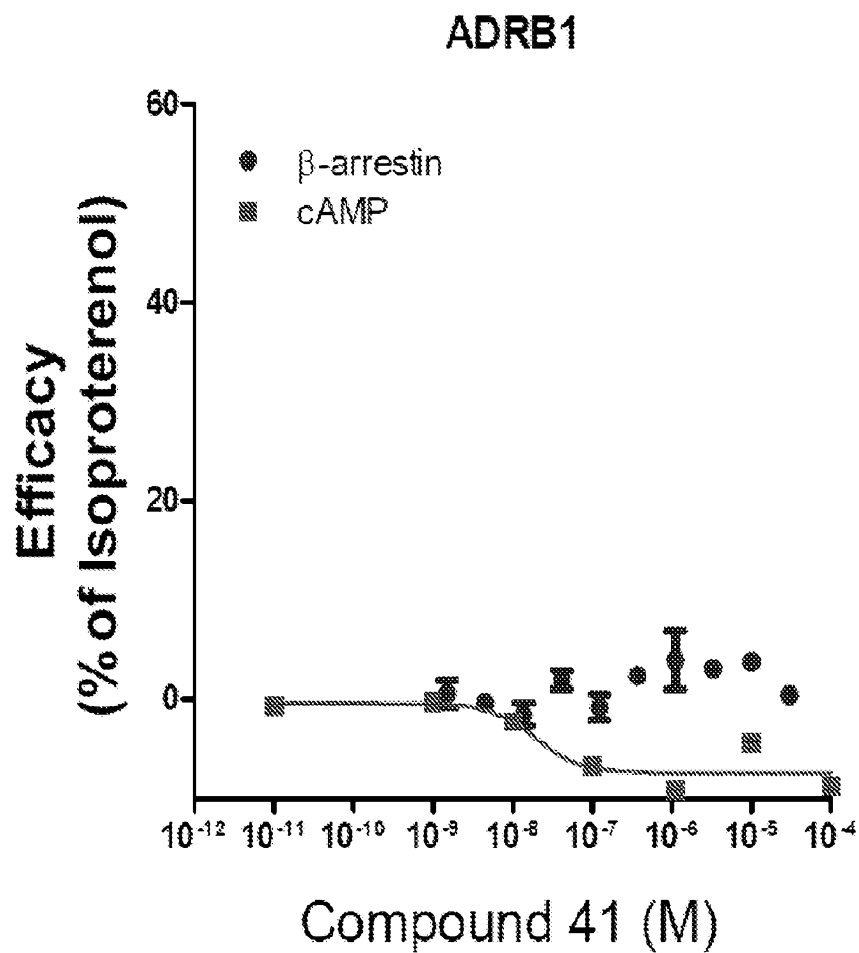 ADRB1
Efficacy
(% of Isoproterenol)
60
40
20
0
β-arrestin
cAMP
10⁻¹² 10⁻¹¹ 10⁻¹⁰ 10⁻⁹ 10⁻⁸ 10⁻⁷ 10⁻⁶ 10⁻⁵ 10⁻⁴
Compound 41 (M)